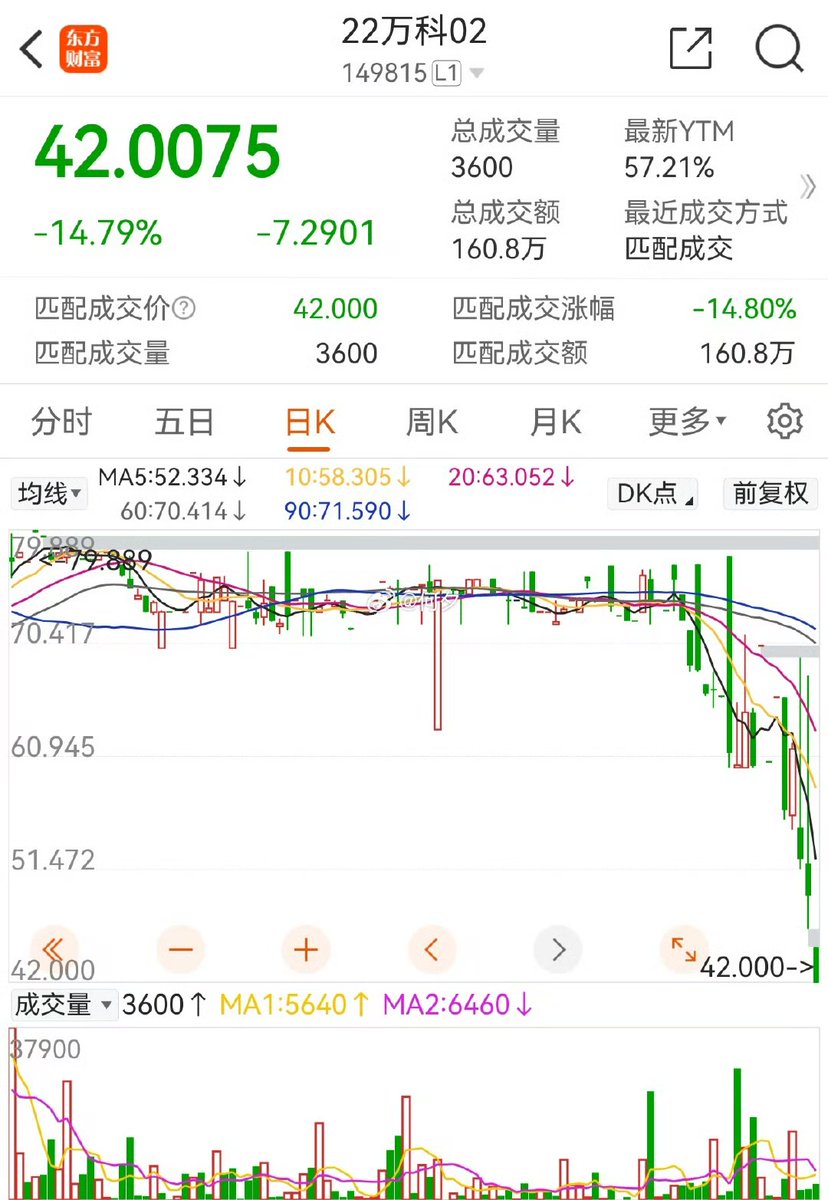 东方
财富
22万科02
149815 L1
42.0075
-14.79% -7.2901
总成交量 最新YTM
3600 57.21%
总成交额 最近成交方式
160.8万 匹配成交
匹配成交价? 42.000 匹配成交涨幅 -14.80%
匹配成交量 3600 匹配成交额 160.8万
分时 五日 日K 周K 月K 更多
均线 MA5:52.334↓ 10:58.305↓ 20:63.052↓ DK点 前复权
60:70.414↓ 90:71.590↓
79.889
79.889
70.417
60.945
51.472
42.000
42.000->
成交量 3600↑ MA1:5640↑ MA2:6460↓
37900